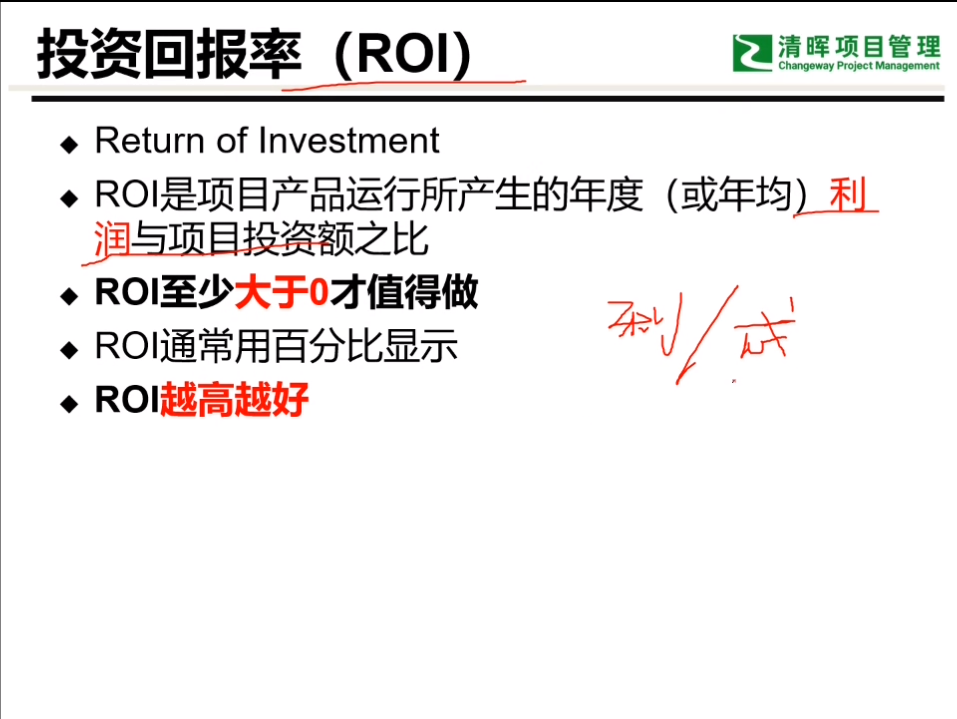 投资回报率（ROI）
清晖项目管理
Changeway Project Management
Return of Investment
ROI是项目产品运行所产生的年度（或年均）利
润与项目投资额之比
ROI至少大于0才值得做
ROI通常用百分比显示
ROI越高越好
利/成